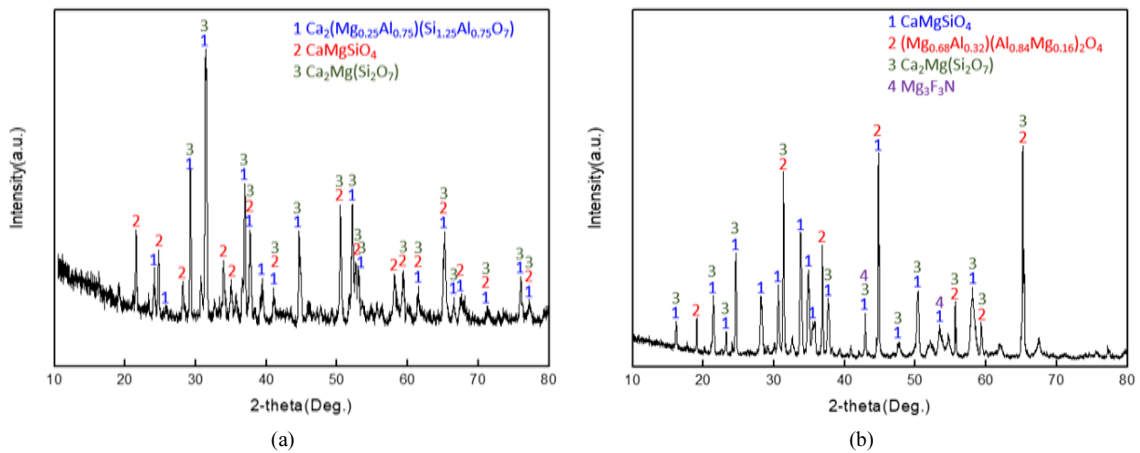 1 Ca₂(Mg₀.₂₅Al₀.₇₅)(Si₁.₂₅Al₀.₇₅O₇)
2 CaMgSiO₄
3 Ca₂Mg(Si₂O₇)
Intensity(a.u.)
10 20 30 40 50 60 70 80
2-theta(Deg.)
(a)
1 CaMgSiO₄
2 (Mg₀.₆₈Al₀.₃₂)(Al₀.₈₄Mg₀.₁₆)₂O₄
3 Ca₂Mg(Si₂O₇)
4 Mg₃F₃N
Intensity(a.u.)
10 20 30 40 50 60 70 80
2-theta(Deg.)
(b)